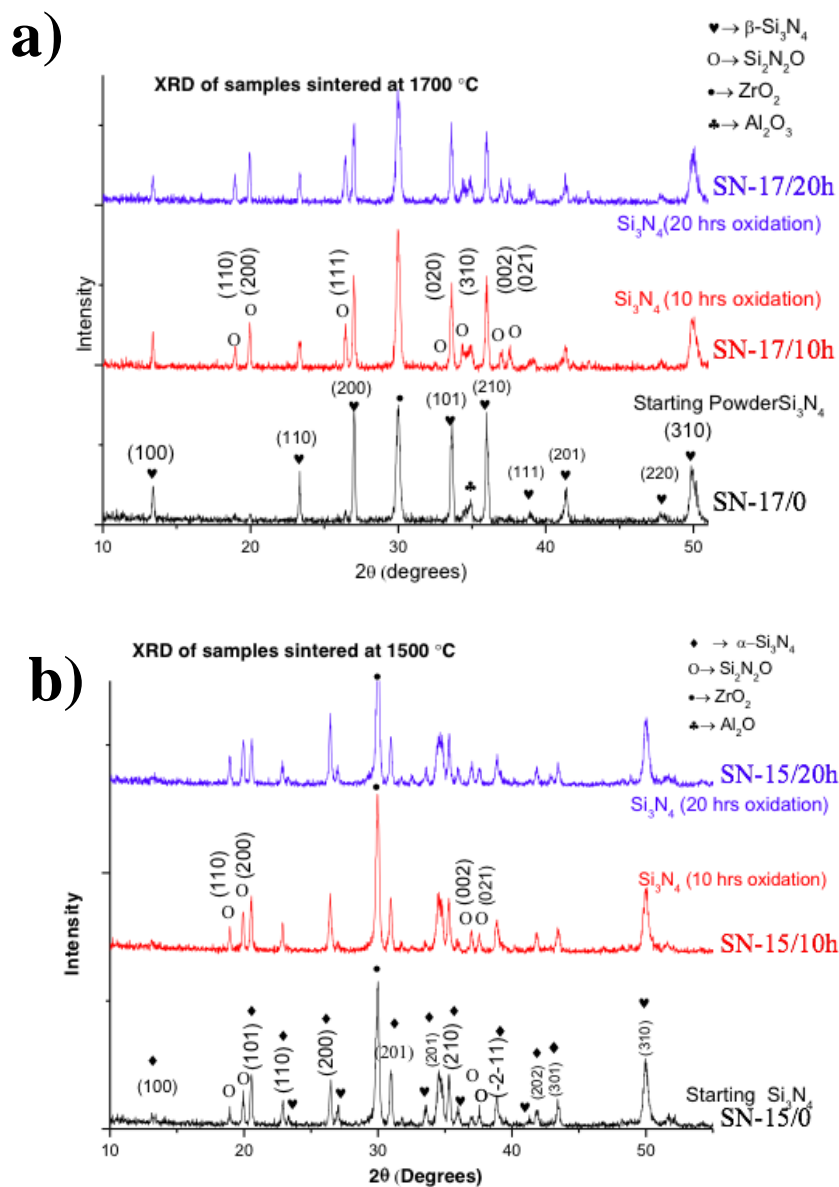 a)
♥→ β-Si₃N₄
O→ Si₂N₂O
●→ ZrO₂
♣→ Al₂O₃
XRD of samples sintered at 1700 °C
SN-17/20h
Si₃N₄(20 hrs oxidation)
(110)
(200)
(111)
(020)
(310)
(002)
(021)
O
O
O
O
O
O
O
Si₃N₄ (10 hrs oxidation)
SN-17/10h
Intensity
(200)
(101)
(210)
Starting PowderSi₃N₄
(100)
(110)
(111)
(201)
(220)
(310)
SN-17/0
10
20
30
40
50
2θ (degrees)
b)
XRD of samples sintered at 1500 °C
♦ → α–Si₃N₄
O→ Si₂N₂O
●→ ZrO₂
♣→ Al₂O
SN-15/20h
Si₃N₄ (20 hrs oxidation)
(110)
(200)
(002)
(021)
O
O
O
O
Si₃N₄ (10 hrs oxidation)
SN-15/10h
Intensity
(100)
(101)
(110)
(200)
(201)
(201)
(210)
(-2-11)
(202)
(301)
(310)
O
O
O
O
Starting Si₃N₄
SN-15/0
10
20
30
40
50
2θ (Degrees)